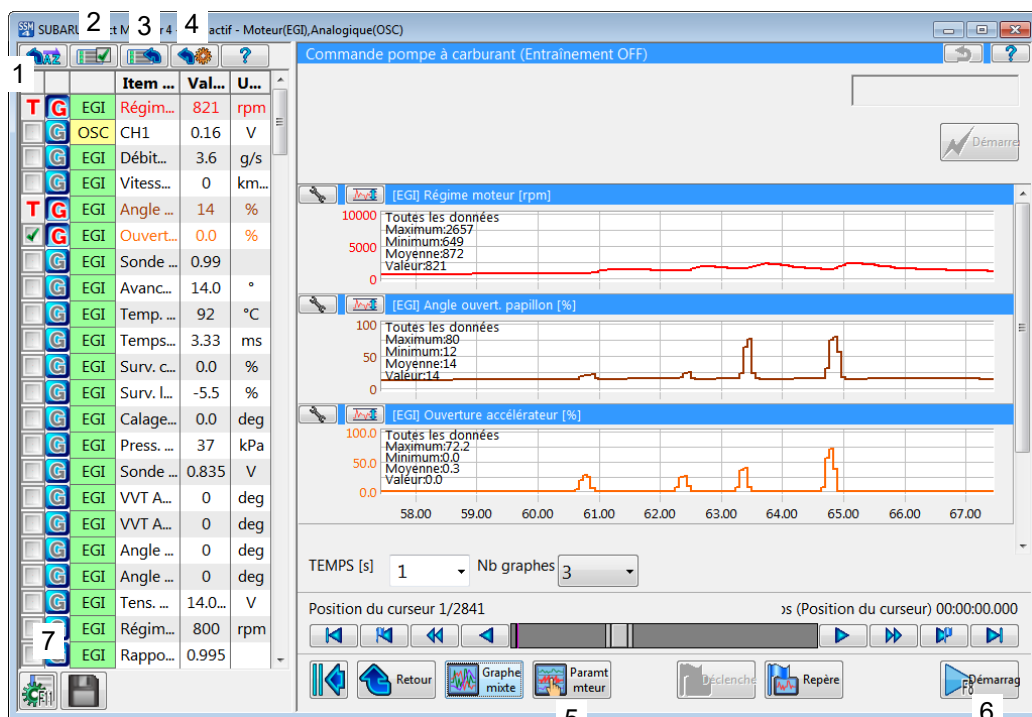 SUBARU
ct M
r 4 -
actif - Moteur(EGI),Analogique(OSC)
2 3 4
1
AZ ?
Commande pompe à carburant (Entraînement OFF) ?
Démarre
Item ... Val... U...
T G EGI Régim... 821 rpm
G OSC CH1 0.16 V
G EGI Débit... 3.6 g/s
G EGI Vitess... 0 km...
T G EGI Angle ... 14 %
G EGI Ouvert... 0.0 %
G EGI Sonde ... 0.99
G EGI Avanc... 14.0 °
G EGI Temp. ... 92 °C
G EGI Temps... 3.33 ms
G EGI Surv. c... 0.0 %
G EGI Surv. l... -5.5 %
G EGI Calage... 0.0 deg
G EGI Press. ... 37 kPa
G EGI Sonde ... 0.835 V
G EGI VVT A... 0 deg
G EGI VVT A... 0 deg
G EGI Angle ... 0 deg
G EGI Angle ... 0 deg
G EGI Tens. ... 14.0... V
G EGI Régim... 800 rpm
EGI Rappo... 0.995
7
F11
[EGI] Régime moteur [rpm]
10000
5000
0
Toutes les données
Maximum:2657
Minimum:649
Moyenne:872
Valeur:821
[EGI] Angle ouvert. papillon [%]
100
50
0
Toutes les données
Maximum:80
Minimum:12
Moyenne:14
Valeur:14
[EGI] Ouverture accélérateur [%]
100.0
50.0
0.0
Toutes les données
Maximum:72.2
Minimum:0.0
Moyenne:0.3
Valeur:0.0
58.00 59.00 60.00 61.00 62.00 63.00 64.00 65.00 66.00 67.00
TEMPS [s] 1 Nb graphes 3
Position du curseur 1/2841
os (Position du curseur) 00:00:00.000
Retour
Graphe mixte
Paramt mteur
Déclenche
Repère
F8 Démarrag
5
6